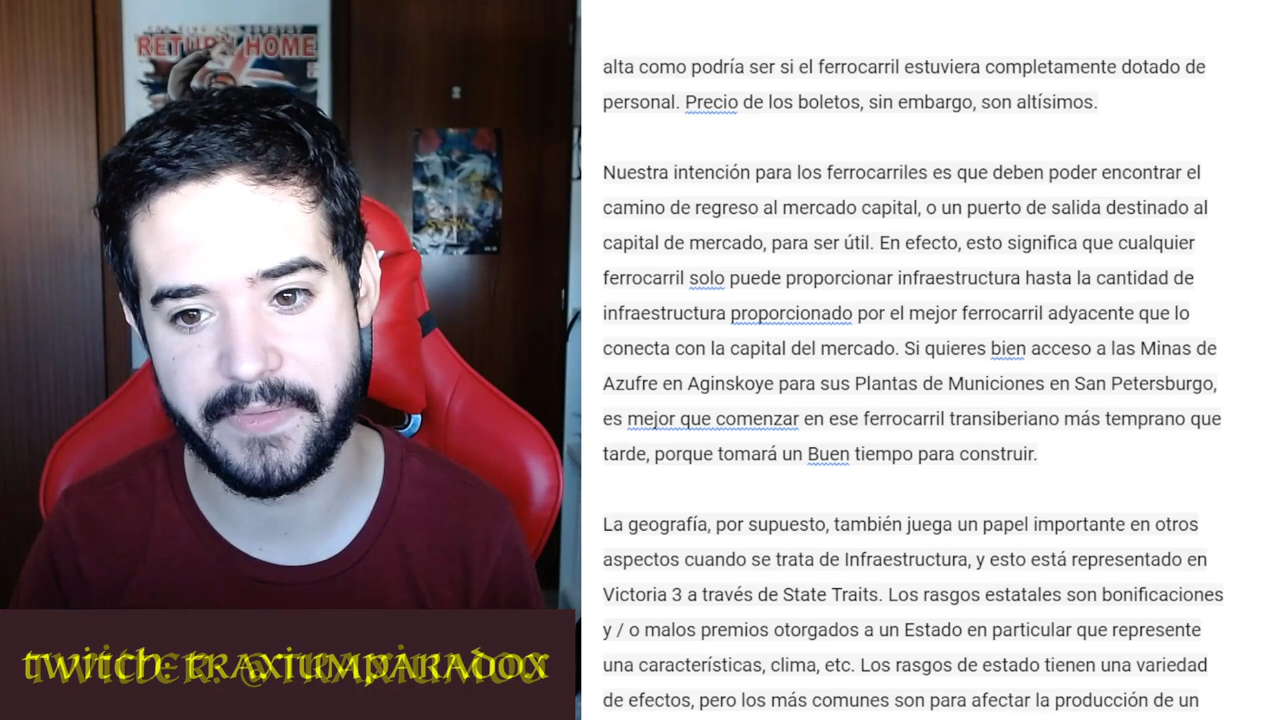 RETURN HOME
alta como podría ser si el ferrocarril estuviera completamente dotado de
personal. Precio de los boletos, sin embargo, son altísimos.
Nuestra intención para los ferrocarriles es que deben poder encontrar el
camino de regreso al mercado capital, o un puerto de salida destinado al
capital de mercado, para ser útil. En efecto, esto significa que cualquier
ferrocarril solo puede proporcionar infraestructura hasta la cantidad de
infraestructura proporcionado por el mejor ferrocarril adyacente que lo
conecta con la capital del mercado. Si quieres bien acceso a las Minas de
Azufre en Aginskoye para sus Plantas de Municiones en San Petersburgo,
es mejor que comenzar en ese ferrocarril transiberiano más temprano que
tarde, porque tomará un Buen tiempo para construir.
La geografía, por supuesto, también juega un papel importante en otros
aspectos cuando se trata de Infraestructura, y esto está representado en
Victoria 3 a través de State Traits. Los rasgos estatales son bonificaciones
y / o malos premios otorgados a un Estado en particular que represente
una características, clima, etc. Los rasgos de estado tienen una variedad
de efectos, pero los más comunes son para afectar la producción de un